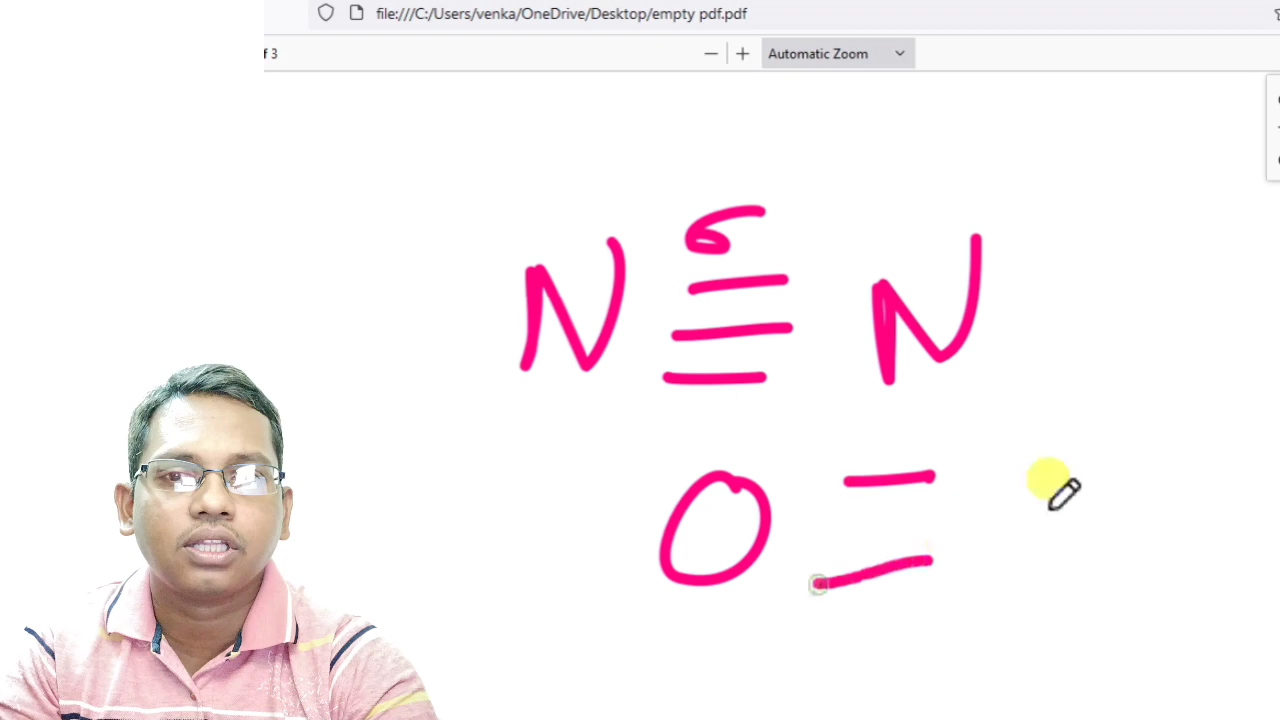 file:///C:/Users/venka/OneDrive/Desktop/empty pdf.pdf
f 3
− + Automatic Zoom
N ≡ N
O =